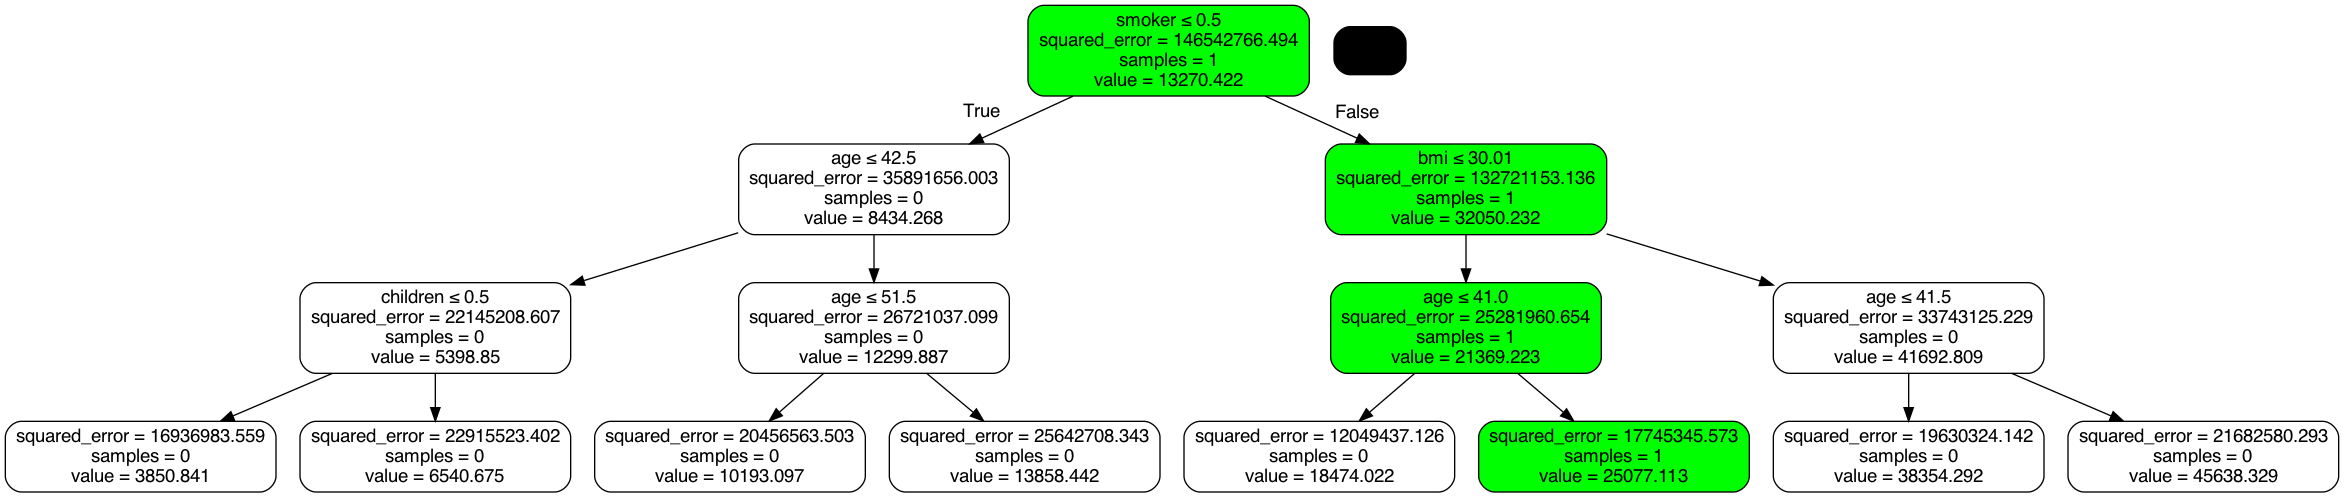 smoker ≤ 0.5
squared_error = 146542766.494
samples = 1
value = 13270.422
True
False
age ≤ 42.5
squared_error = 35891656.003
samples = 0
value = 8434.268
bmi ≤ 30.01
squared_error = 132721153.136
samples = 1
value = 32050.232
children ≤ 0.5
squared_error = 22145208.607
samples = 0
value = 5398.85
age ≤ 51.5
squared_error = 26721037.099
samples = 0
value = 12299.887
age ≤ 41.0
squared_error = 25281960.654
samples = 1
value = 21369.223
age ≤ 41.5
squared_error = 33743125.229
samples = 0
value = 41692.809
squared_error = 16936983.559
samples = 0
value = 3850.841
squared_error = 22915523.402
samples = 0
value = 6540.675
squared_error = 20456563.503
samples = 0
value = 10193.097
squared_error = 25642708.343
samples = 0
value = 13858.442
squared_error = 12049437.126
samples = 0
value = 18474.022
squared_error = 17745345.573
samples = 1
value = 25077.113
squared_error = 19630324.142
samples = 0
value = 38354.292
squared_error = 21682580.293
samples = 0
value = 45638.329